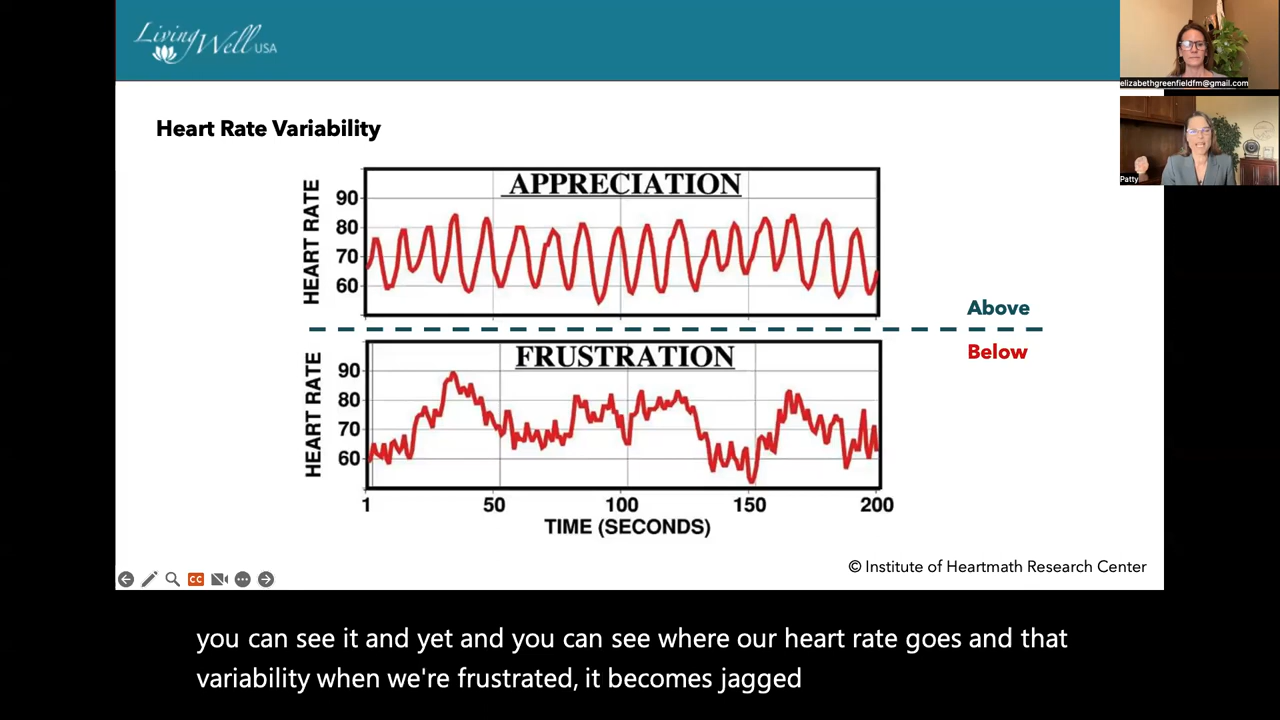 Living Well USA
elizabethgreenfieldfm@gmail.com
Patty
Heart Rate Variability
APPRECIATION
HEART RATE
90
80
70
60
Above
Below
FRUSTRATION
HEART RATE
90
80
70
60
1 50 100 150 200
TIME (SECONDS)
© Institute of Heartmath Research Center
CC
you can see it and yet and you can see where our heart rate goes and that
variability when we're frustrated, it becomes jagged